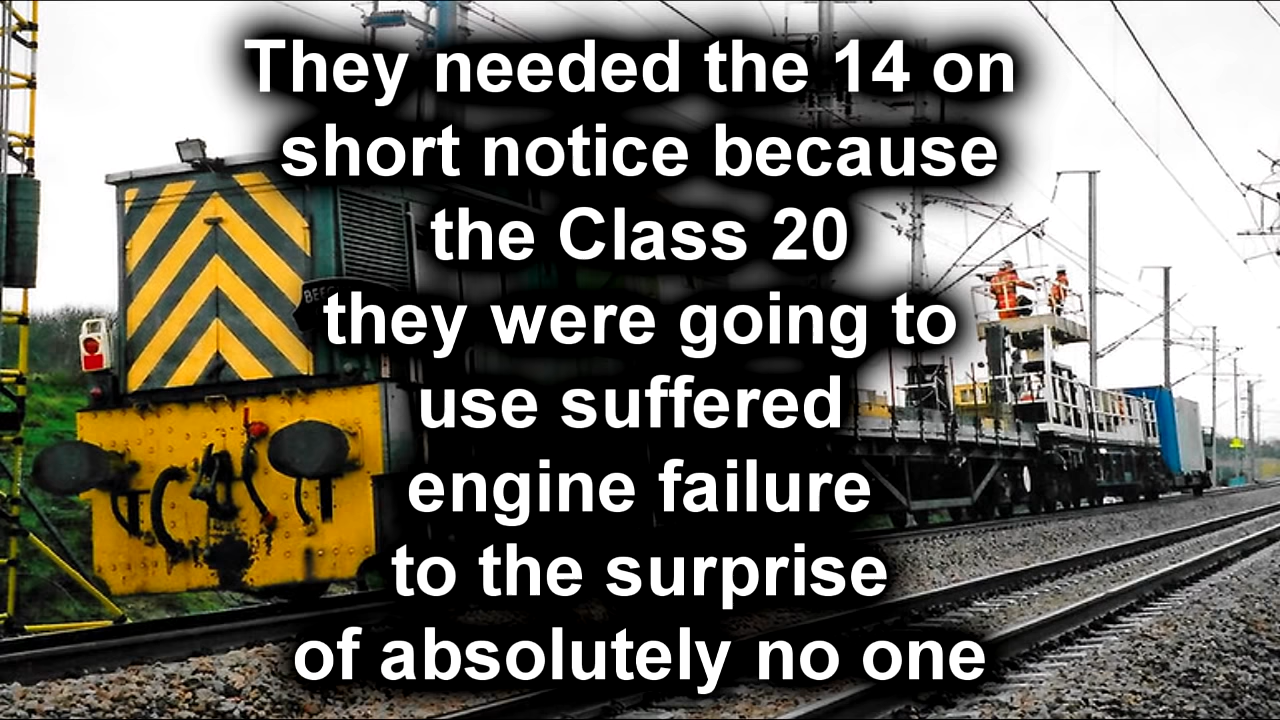 They needed the 14 on
short notice because
the Class 20
they were going to
use suffered
engine failure
to the surprise
of absolutely no one